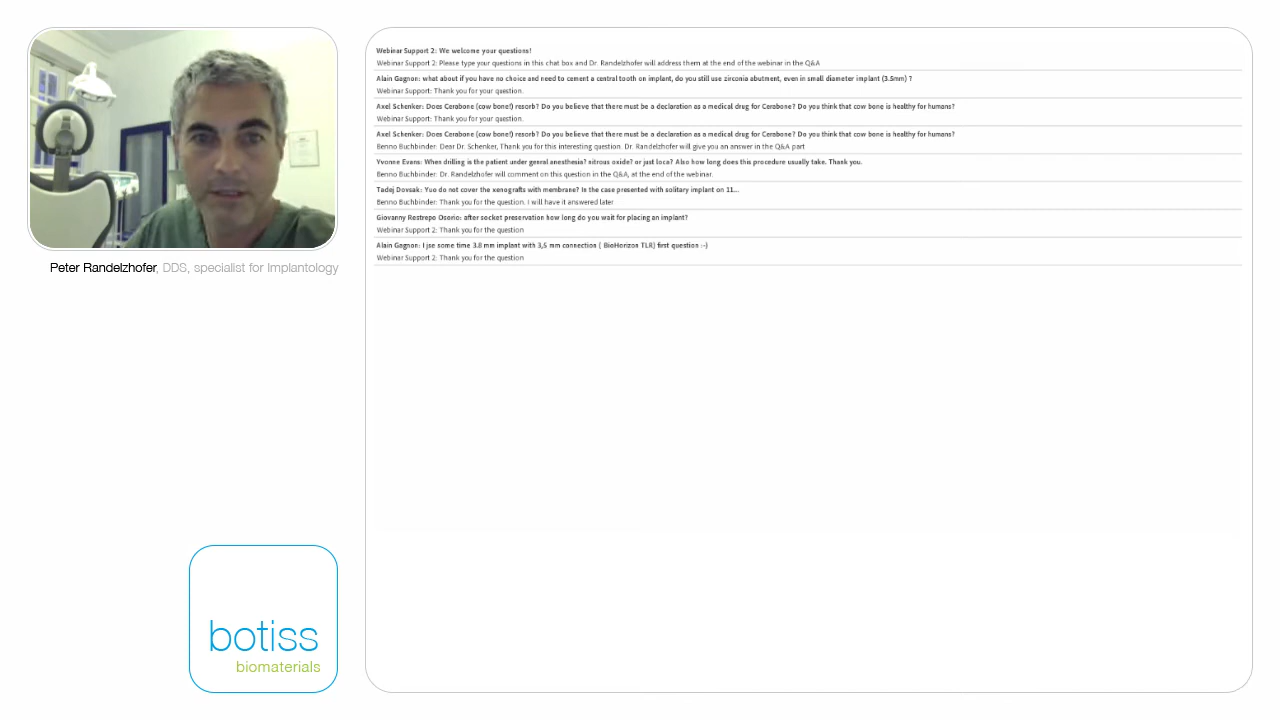 Peter Randelzhofer, DDS, specialist for Implantology
botiss
biomaterials
Webinar Support 2: We welcome your questions!
Webinar Support 2: Please type your questions in this chat box and Dr. Randelzhofer will address them at the end of the webinar in the Q&A
Alain Gagnon: what about if you have no choice and need to cement a central tooth on implant, do you still use zirconia abutment, even in small diameter implant (3.5mm) ?
Webinar Support: Thank you for your question.
Axel Schenker: Does Cerabone (cow bone!) resorb? Do you believe that there must be a declaration as a medical drug for Cerabone? Do you think that cow bone is healthy for humans?
Webinar Support: Thank you for your question.
Axel Schenker: Does Cerabone (cow bone!) resorb? Do you believe that there must be a declaration as a medical drug for Cerabone? Do you think that cow bone is healthy for humans?
Benno Buchbinder: Dear Dr. Schenker, Thank you for this interesting question. Dr. Randelzhofer will give you an answer in the Q&A part
Yvonne Evans: When drilling is the patient under genral anesthesia? nitrous oxide? or just loca? Also how long does this procedure usually take. Thank you.
Benno Buchbinder: Dr. Randelzhofer will comment on this question in the Q&A, at the end of the webinar.
Tadej Dovsak: Yuo do not cover the xenografts with membrane? In the case presented with solitary implant on 11...
Benno Buchbinder: Thank you for the question. I will have it answered later.
Giovanny Restrepo Osorio: after socket preservation how long do you wait for placing an implant?
Webinar Support 2: Thank you for the question
Alain Gagnon: I jse some time 3.8 mm implant with 3,5 mm connection ( BioHorizon TLR) first question :-)
Webinar Support 2: Thank you for the question